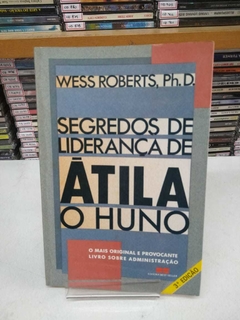 WESS ROBERTS, Ph.D.
SEGREDOS DE
LIDERANÇA DE
ÁTILA
O HUNO
O MAIS ORIGINAL E PROVOCANTE
LIVRO SOBRE ADMINISTRAÇÃO
3ª EDIÇÃO